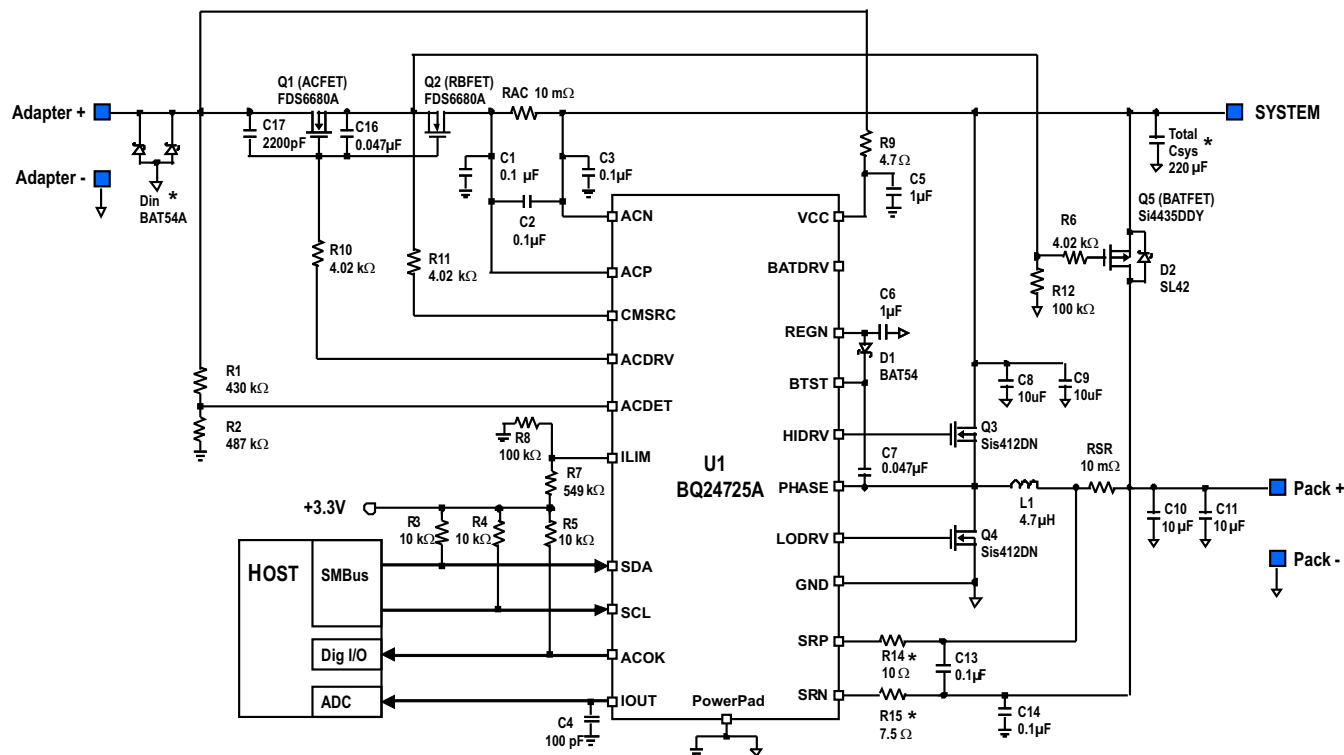 Q1 (ACFET)
FDS6680A
Q2 (RBFET)
FDS6680A
RAC 10 mΩ
Adapter +
SYSTEM
C17
2200pF
C16
0.047µF
R9
4.7Ω
Total
Csys
220 µF
*
Adapter -
Din *
BAT54A
C1
0.1 µF
C3
0.1µF
C2
0.1µF
C5
1µF
Q5 (BATFET)
Si4435DDY
R6
4.02 kΩ
R12
100 kΩ
D2
SL42
R10
4.02 kΩ
R11
4.02 kΩ
ACN
ACP
CMSRC
ACDRV
ACDET
ILIM
SDA
SCL
ACOK
IOUT
VCC
BATDRV
REGN
BTST
HIDRV
PHASE
LODRV
GND
SRP
SRN
U1
BQ24725A
PowerPad
C6
1µF
D1
BAT54
R1
430 kΩ
R2
487 kΩ
R8
100 kΩ
R7
549 kΩ
C8
10uF
C9
10uF
Q3
Sis412DN
C7
0.047µF
RSR
10 mΩ
L1
4.7µH
Pack +
C10
10 µF
C11
10 µF
Q4
Sis412DN
Pack -
+3.3V
R3
10 kΩ
R4
10 kΩ
R5
10 kΩ
HOST
SMBus
Dig I/O
ADC
C4
100 pF
R14 *
10 Ω
C13
0.1µF
R15 *
7.5 Ω
C14
0.1µF